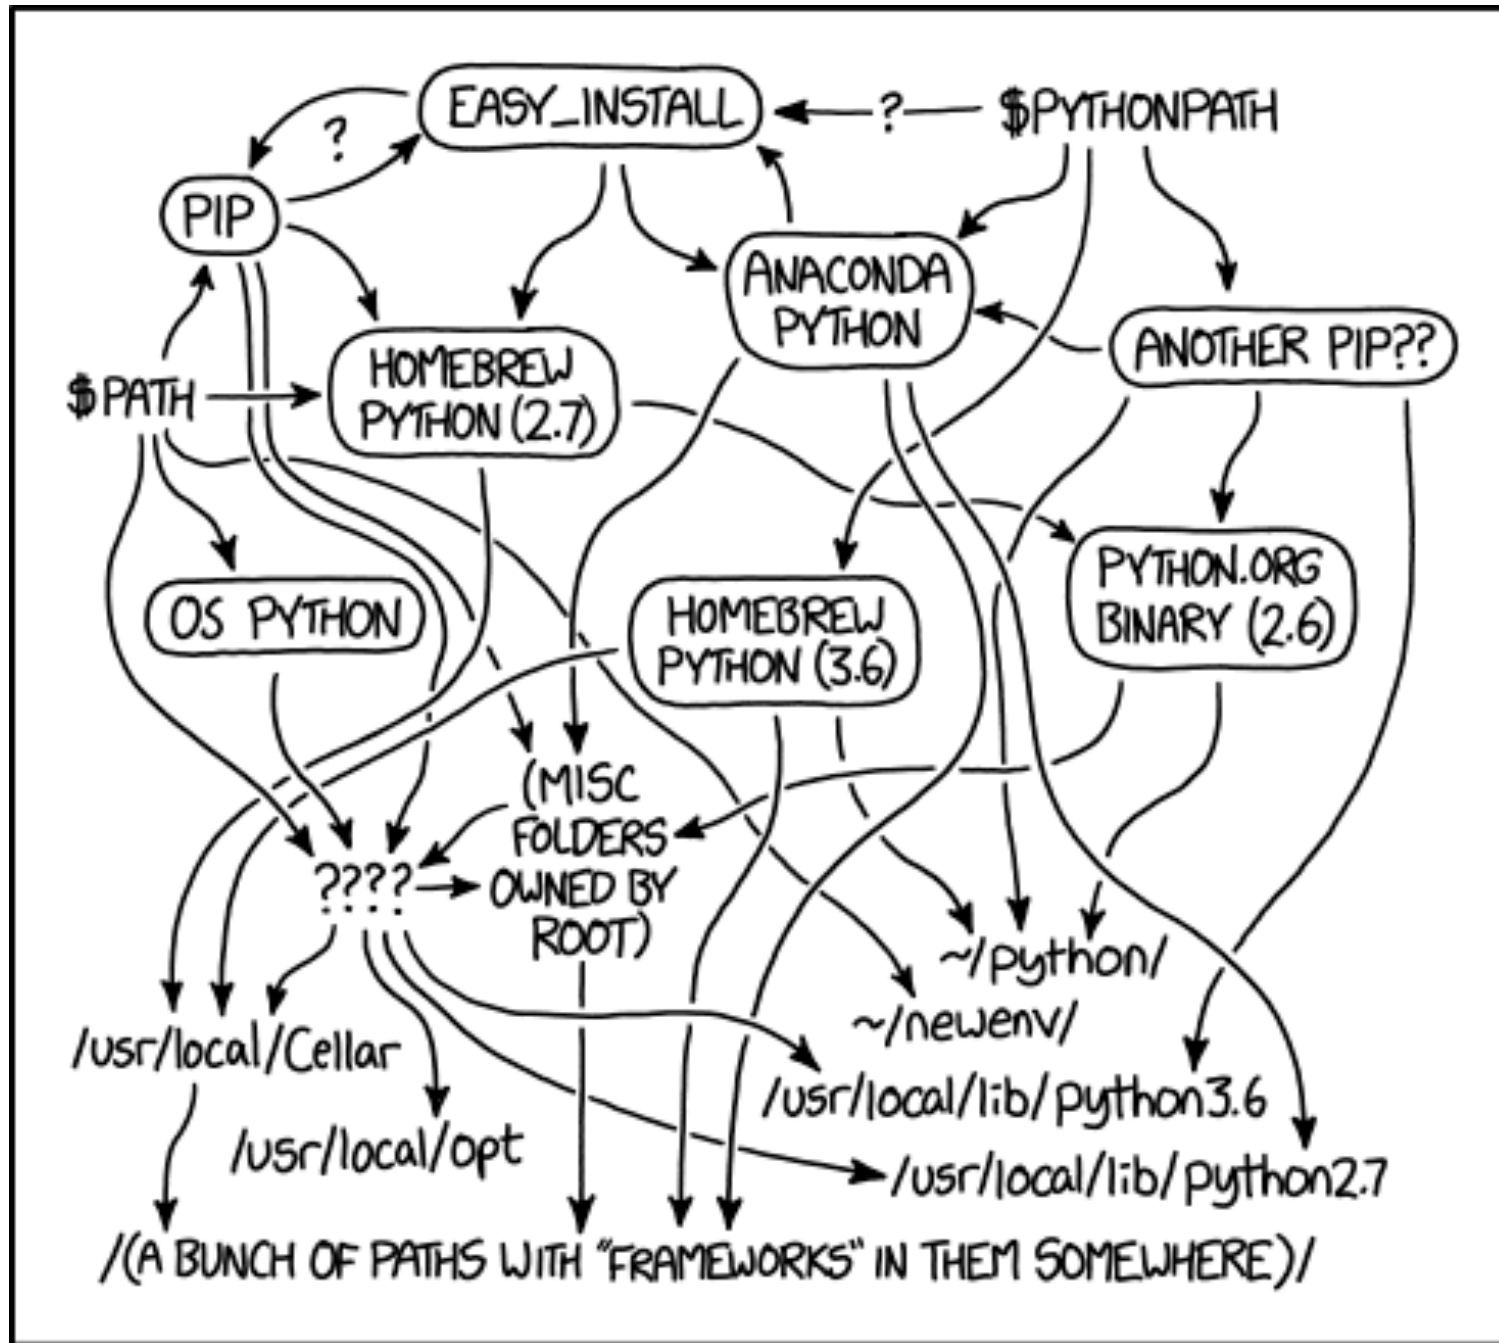 EASY_INSTALL
?
$PYTHONPATH
?
PIP
ANACONDA
PYTHON
ANOTHER PIP??
HOMEBREW
PYTHON (2.7)
$PATH
OS PYTHON
HOMEBREW
PYTHON (3.6)
PYTHON.ORG
BINARY (2.6)
(MISC
FOLDERS
OWNED BY
ROOT)
????
~/python/
~/newenv/
/usr/local/Cellar
/usr/local/lib/python3.6
/usr/local/opt
/usr/local/lib/python2.7
/(A BUNCH OF PATHS WITH "FRAMEWORKS" IN THEM SOMEWHERE)/